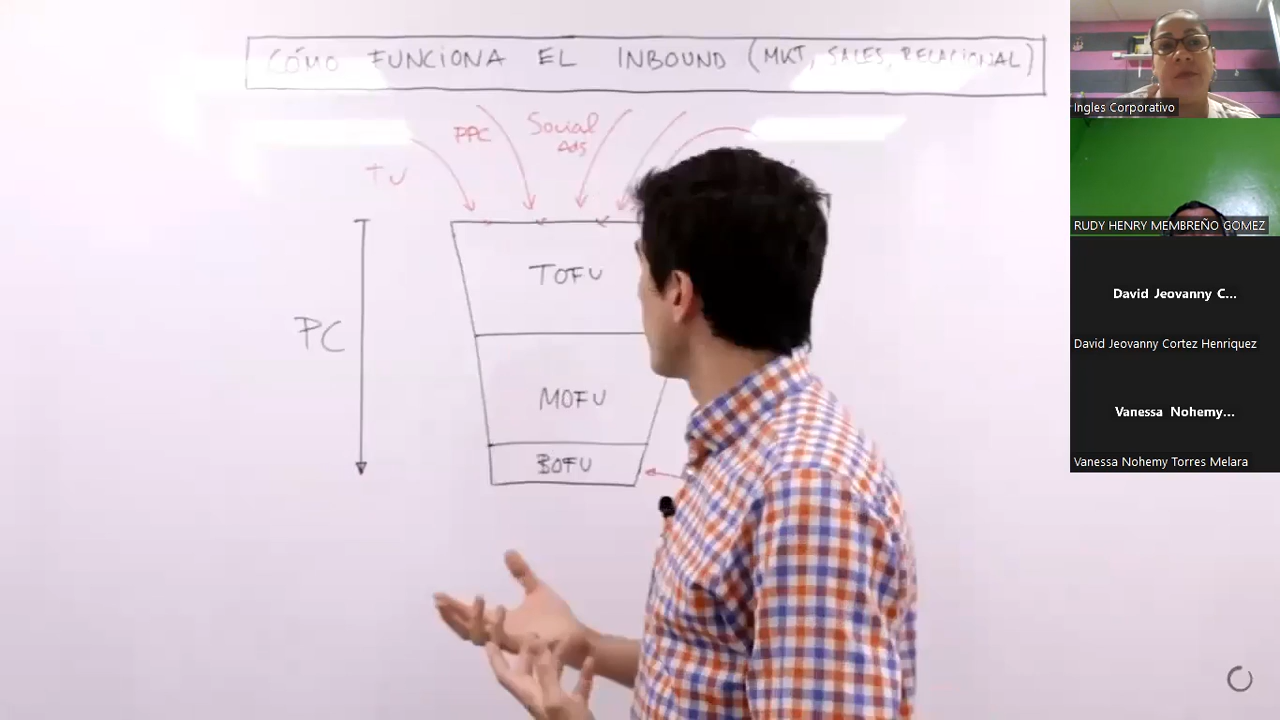 CÓMO FUNCIONA EL INBOUND (MKT, SALES, RELACIONAL)
PPC
Social
Ads
TV
TOFU
PC
MOFU
BOFU
Ingles Corporativo
RUDY HENRY MEMBREÑO GOMEZ
David Jeovanny C...
David Jeovanny Cortez Henriquez
Vanessa Nohemy...
Vanessa Nohemy Torres Melara